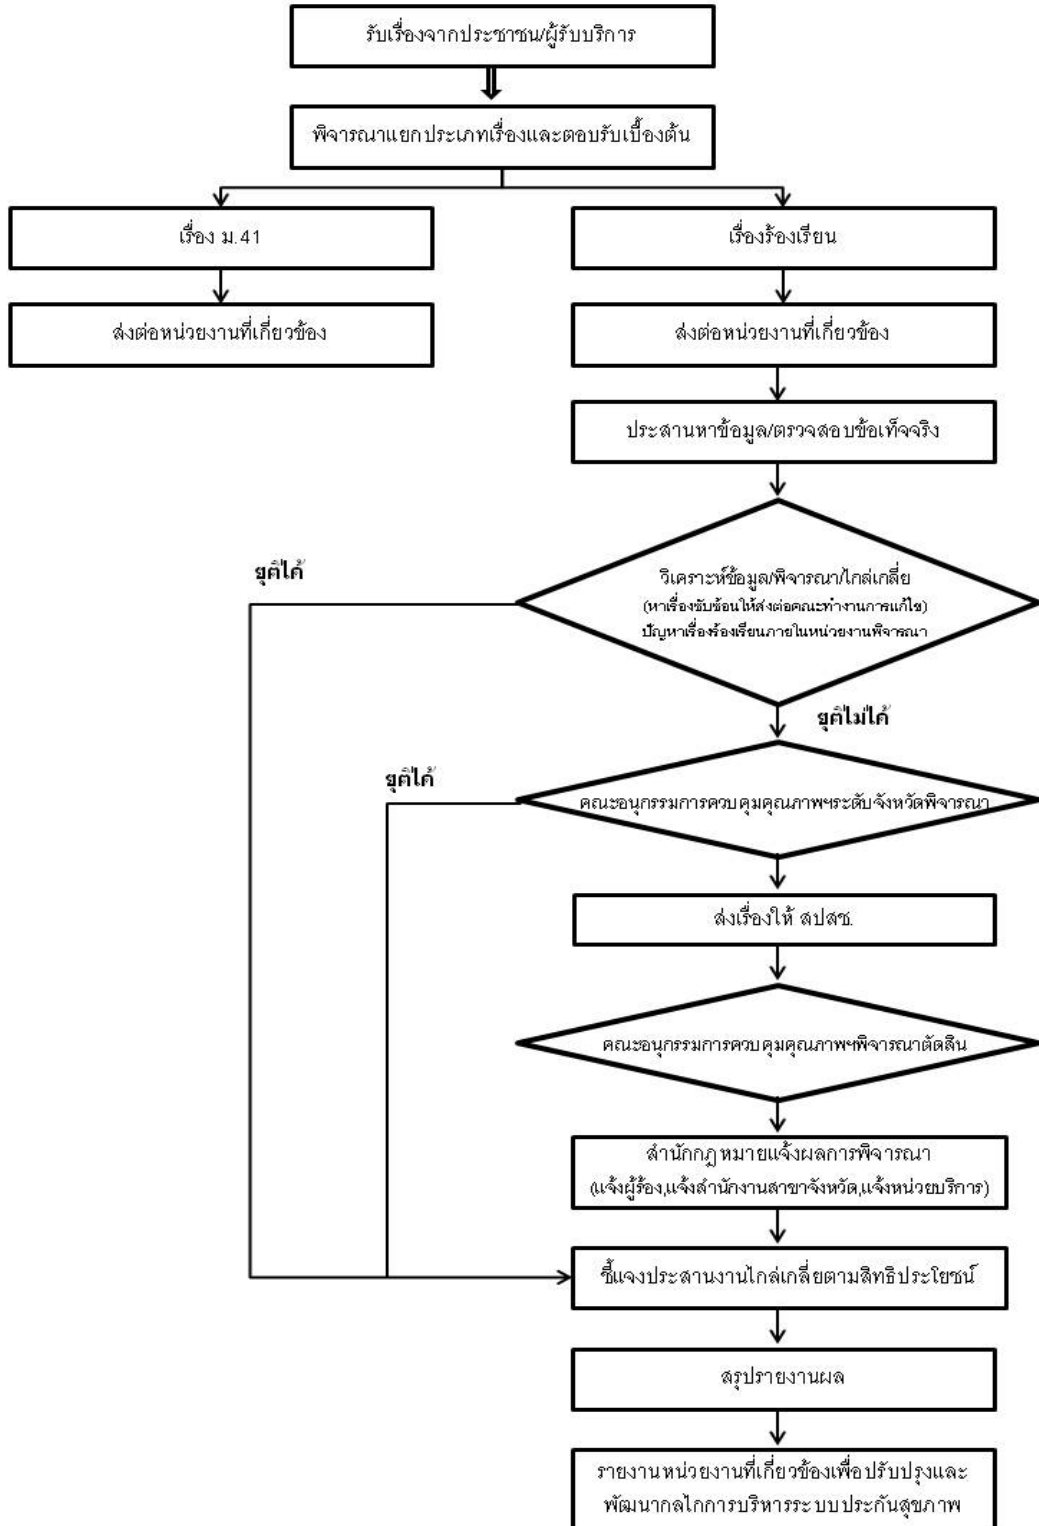 รับเรื่องจากประชาชน/ผู้รับบริการ
พิจารณาแยกประเภทเรื่องและตอบรับเบื้องต้น
เรื่อง ม.41
เรื่องร้องเรียน
ส่งต่อหน่วยงานที่เกี่ยวข้อง
ส่งต่อหน่วยงานที่เกี่ยวข้อง
ประสานหาข้อมูล/ตรวจสอบข้อเท็จจริง
ยุติได้
วิเคราะห์ข้อมูล/พิจารณา/ไกล่เกลี่ย
(หาเรื่องซับซ้อนให้ส่งต่อคณะทำงานการแก้ไข)
ปัญหาเรื่องร้องเรียนภายในหน่วยงานพิจารณา
ยุติไม่ได้
ยุติได้
คณะอนุกรรมการควบคุมคุณภาพฯระดับจังหวัดพิจารณา
ส่งเรื่องให้ สปสช.
คณะอนุกรรมการควบคุมคุณภาพฯพิจารณาตัดสิน
สำนักกฎหมายแจ้งผลการพิจารณา
(แจ้งผู้ร้อง,แจ้งสำนักงานสาขาจังหวัด,แจ้งหน่วยบริการ)
ชี้แจงประสานงานไกล่เกลี่ยตามสิทธิประโยชน์
สรุปรายงานผล
รายงานหน่วยงานที่เกี่ยวข้องเพื่อปรับปรุงและ
พัฒนากลไกการบริหารระบบประกันสุขภาพ